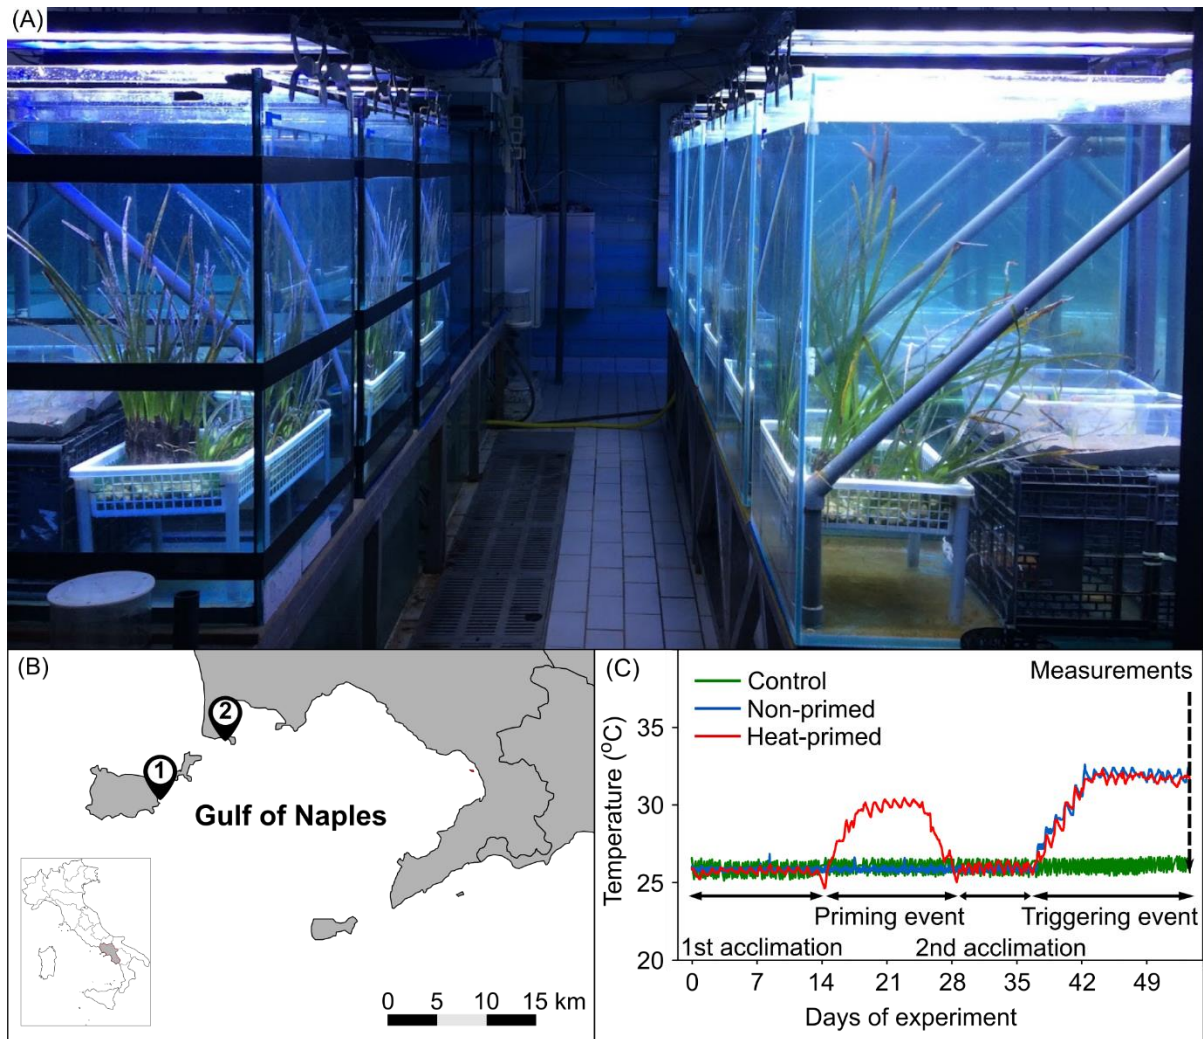 (A)
(B)
1
2
Gulf of Naples
0 5 10 15 km
(C)
Measurements
Control
Non-primed
Heat-primed
Temperature (°C)
35
30
25
20
Priming event
Triggering event
1st acclimation
2nd acclimation
0 7 14 21 28 35 42 49
Days of experiment